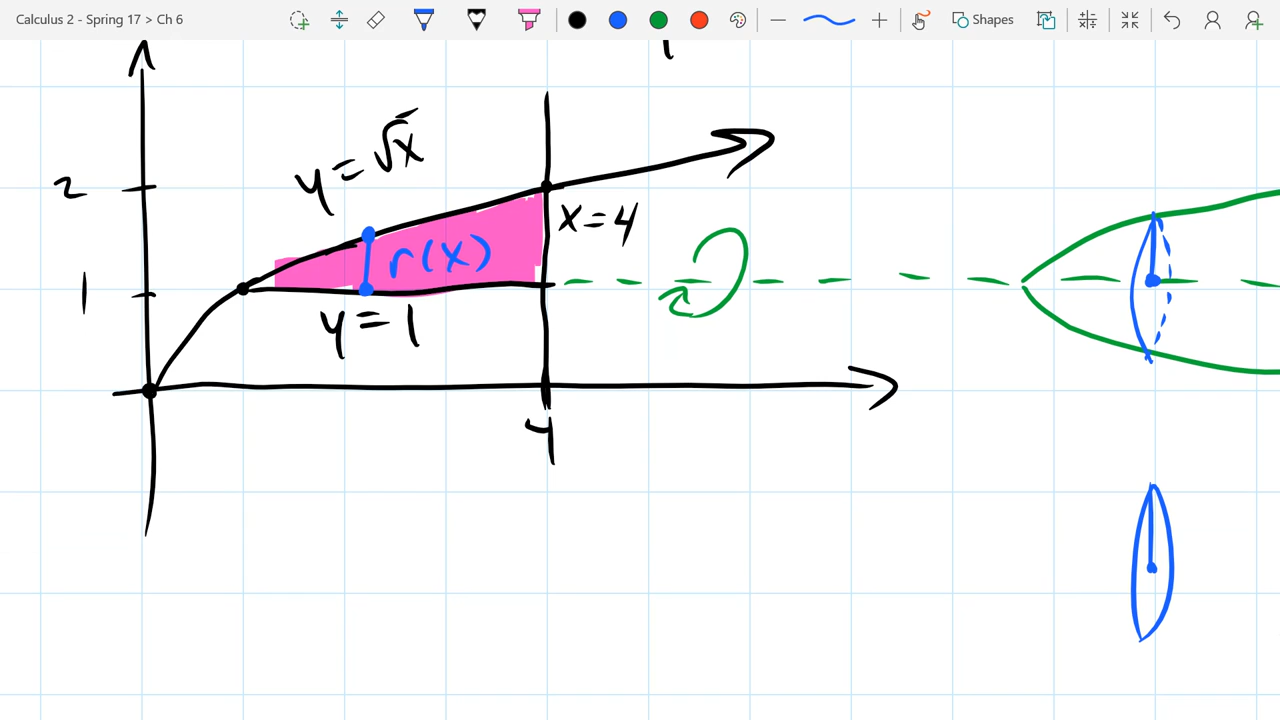 Calculus 2 - Spring 17 > Ch 6
Shapes
y = √x
2
x = 4
r(x)
1
y = 1
4